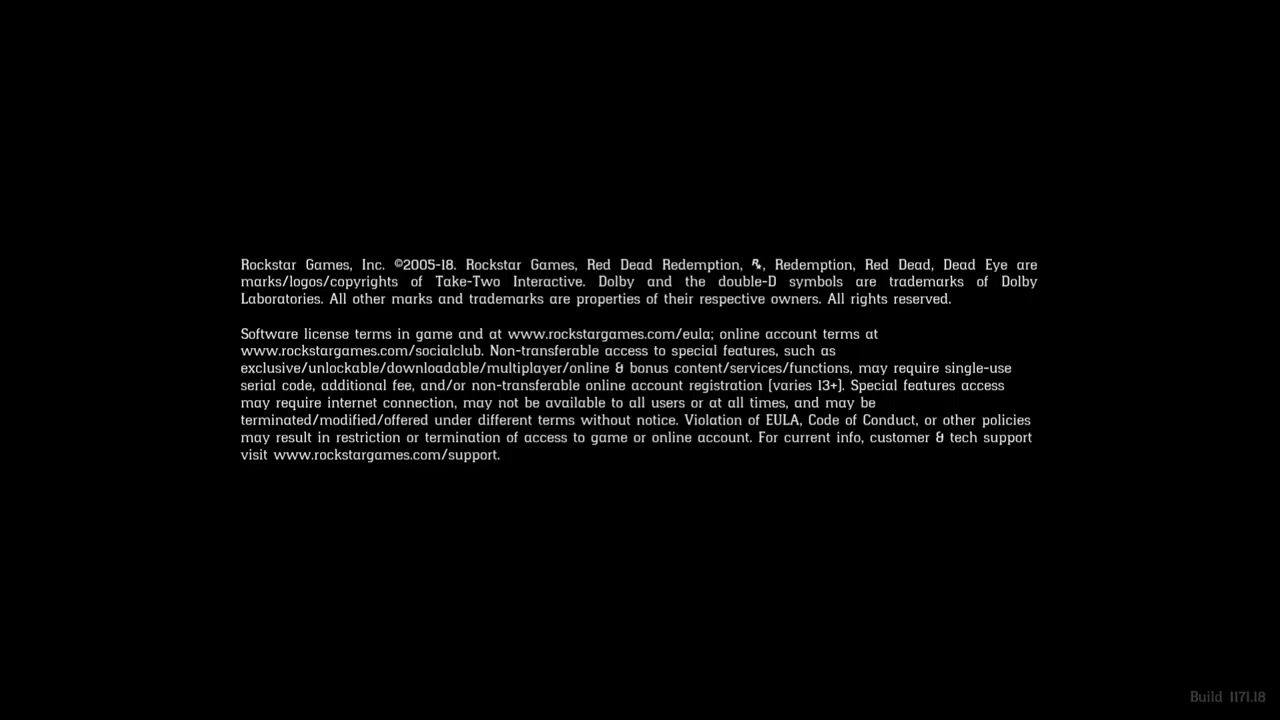 Rockstar Games, Inc. ©2005-18. Rockstar Games, Red Dead Redemption, , Redemption, Red Dead, Dead Eye are
marks/logos/copyrights of Take-Two Interactive. Dolby and the double-D symbols are trademarks of Dolby
Laboratories. All other marks and trademarks are properties of their respective owners. All rights reserved.
Software license terms in game and at www.rockstargames.com/eula; online account terms at
www.rockstargames.com/socialclub. Non-transferable access to special features, such as
exclusive/unlockable/downloadable/multiplayer/online & bonus content/services/functions, may require single-use
serial code, additional fee, and/or non-transferable online account registration (varies 13+). Special features access
may require internet connection, may not be available to all users or at all times, and may be
terminated/modified/offered under different terms without notice. Violation of EULA, Code of Conduct, or other policies
may result in restriction or termination of access to game or online account. For current info, customer & tech support
visit www.rockstargames.com/support.
Build 1171.18